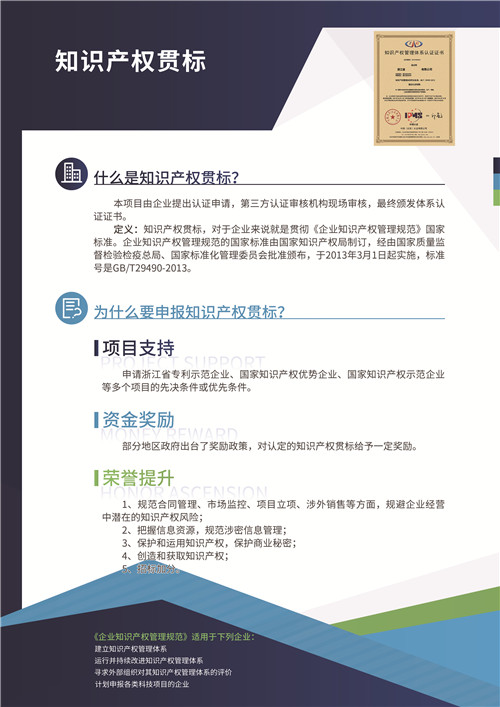 知识产权贯标
知识产权管理体系认证证书
什么是知识产权贯标？
本项目由企业提出认证申请，第三方认证审核机构现场审核，最终颁发体系认
证证书。
定义：知识产权贯标，对于企业来说就是贯彻《企业知识产权管理规范》国家
标准。企业知识产权管理规范的国家标准由国家知识产权局制订，经由国家质量监
督检验检疫总局、国家标准化管理委员会批准颁布，于2013年3月1日起实施，标准
号是GB/T29490-2013。
为什么要申报知识产权贯标？
项目支持
PROJECT SUPPORT
申请浙江省专利示范企业、国家知识产权优势企业、国家知识产权示范企业
等多个项目的先决条件或优先条件。
资金奖励
MONEY REWARD
部分地区政府出台了奖励政策，对认定的知识产权贯标给予一定奖励。
荣誉提升
HONOR ASCENSION
1、规范合同管理、市场监控、项目立项、涉外销售等方面，规避企业经营
中潜在的知识产权风险；
2、把握信息资源，规范涉密信息管理；
3、保护和运用知识产权，保护商业秘密；
4、创造和获取知识产权；
5、招标加分。
《企业知识产权管理规范》适用于下列企业：
建立知识产权管理体系
运行并持续改进知识产权管理体系
寻求外部组织对其知识产权管理体系的评价
计划申报各类科技项目的企业